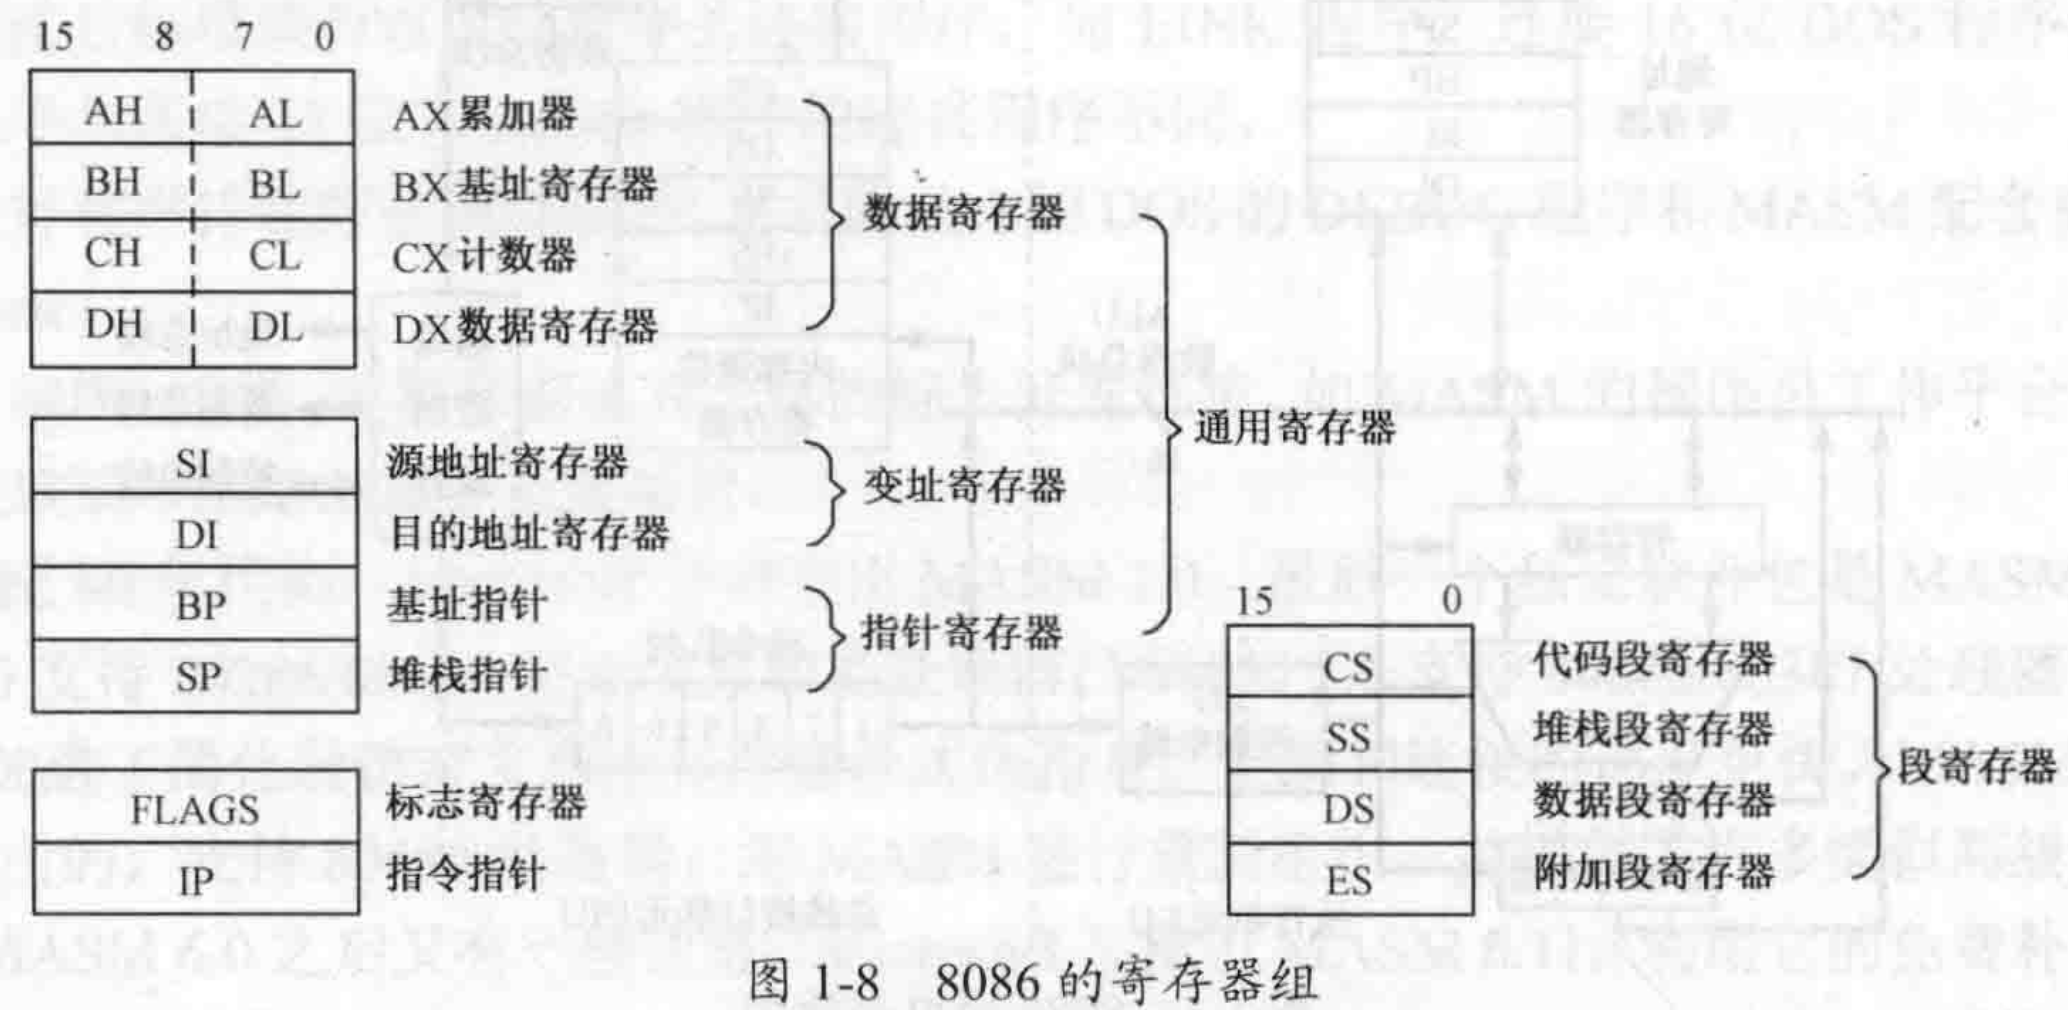 15 8 7 0
AH AL AX累加器
BH BL BX基址寄存器
CH CL CX计数器
DH DL DX数据寄存器
数据寄存器
SI 源地址寄存器
DI 目的地址寄存器
变址寄存器
BP 基址指针
SP 堆栈指针
指针寄存器
通用寄存器
FLAGS 标志寄存器
IP 指令指针
15 0
CS 代码段寄存器
SS 堆栈段寄存器
DS 数据段寄存器
ES 附加段寄存器
段寄存器
图 1-8 8086 的寄存器组